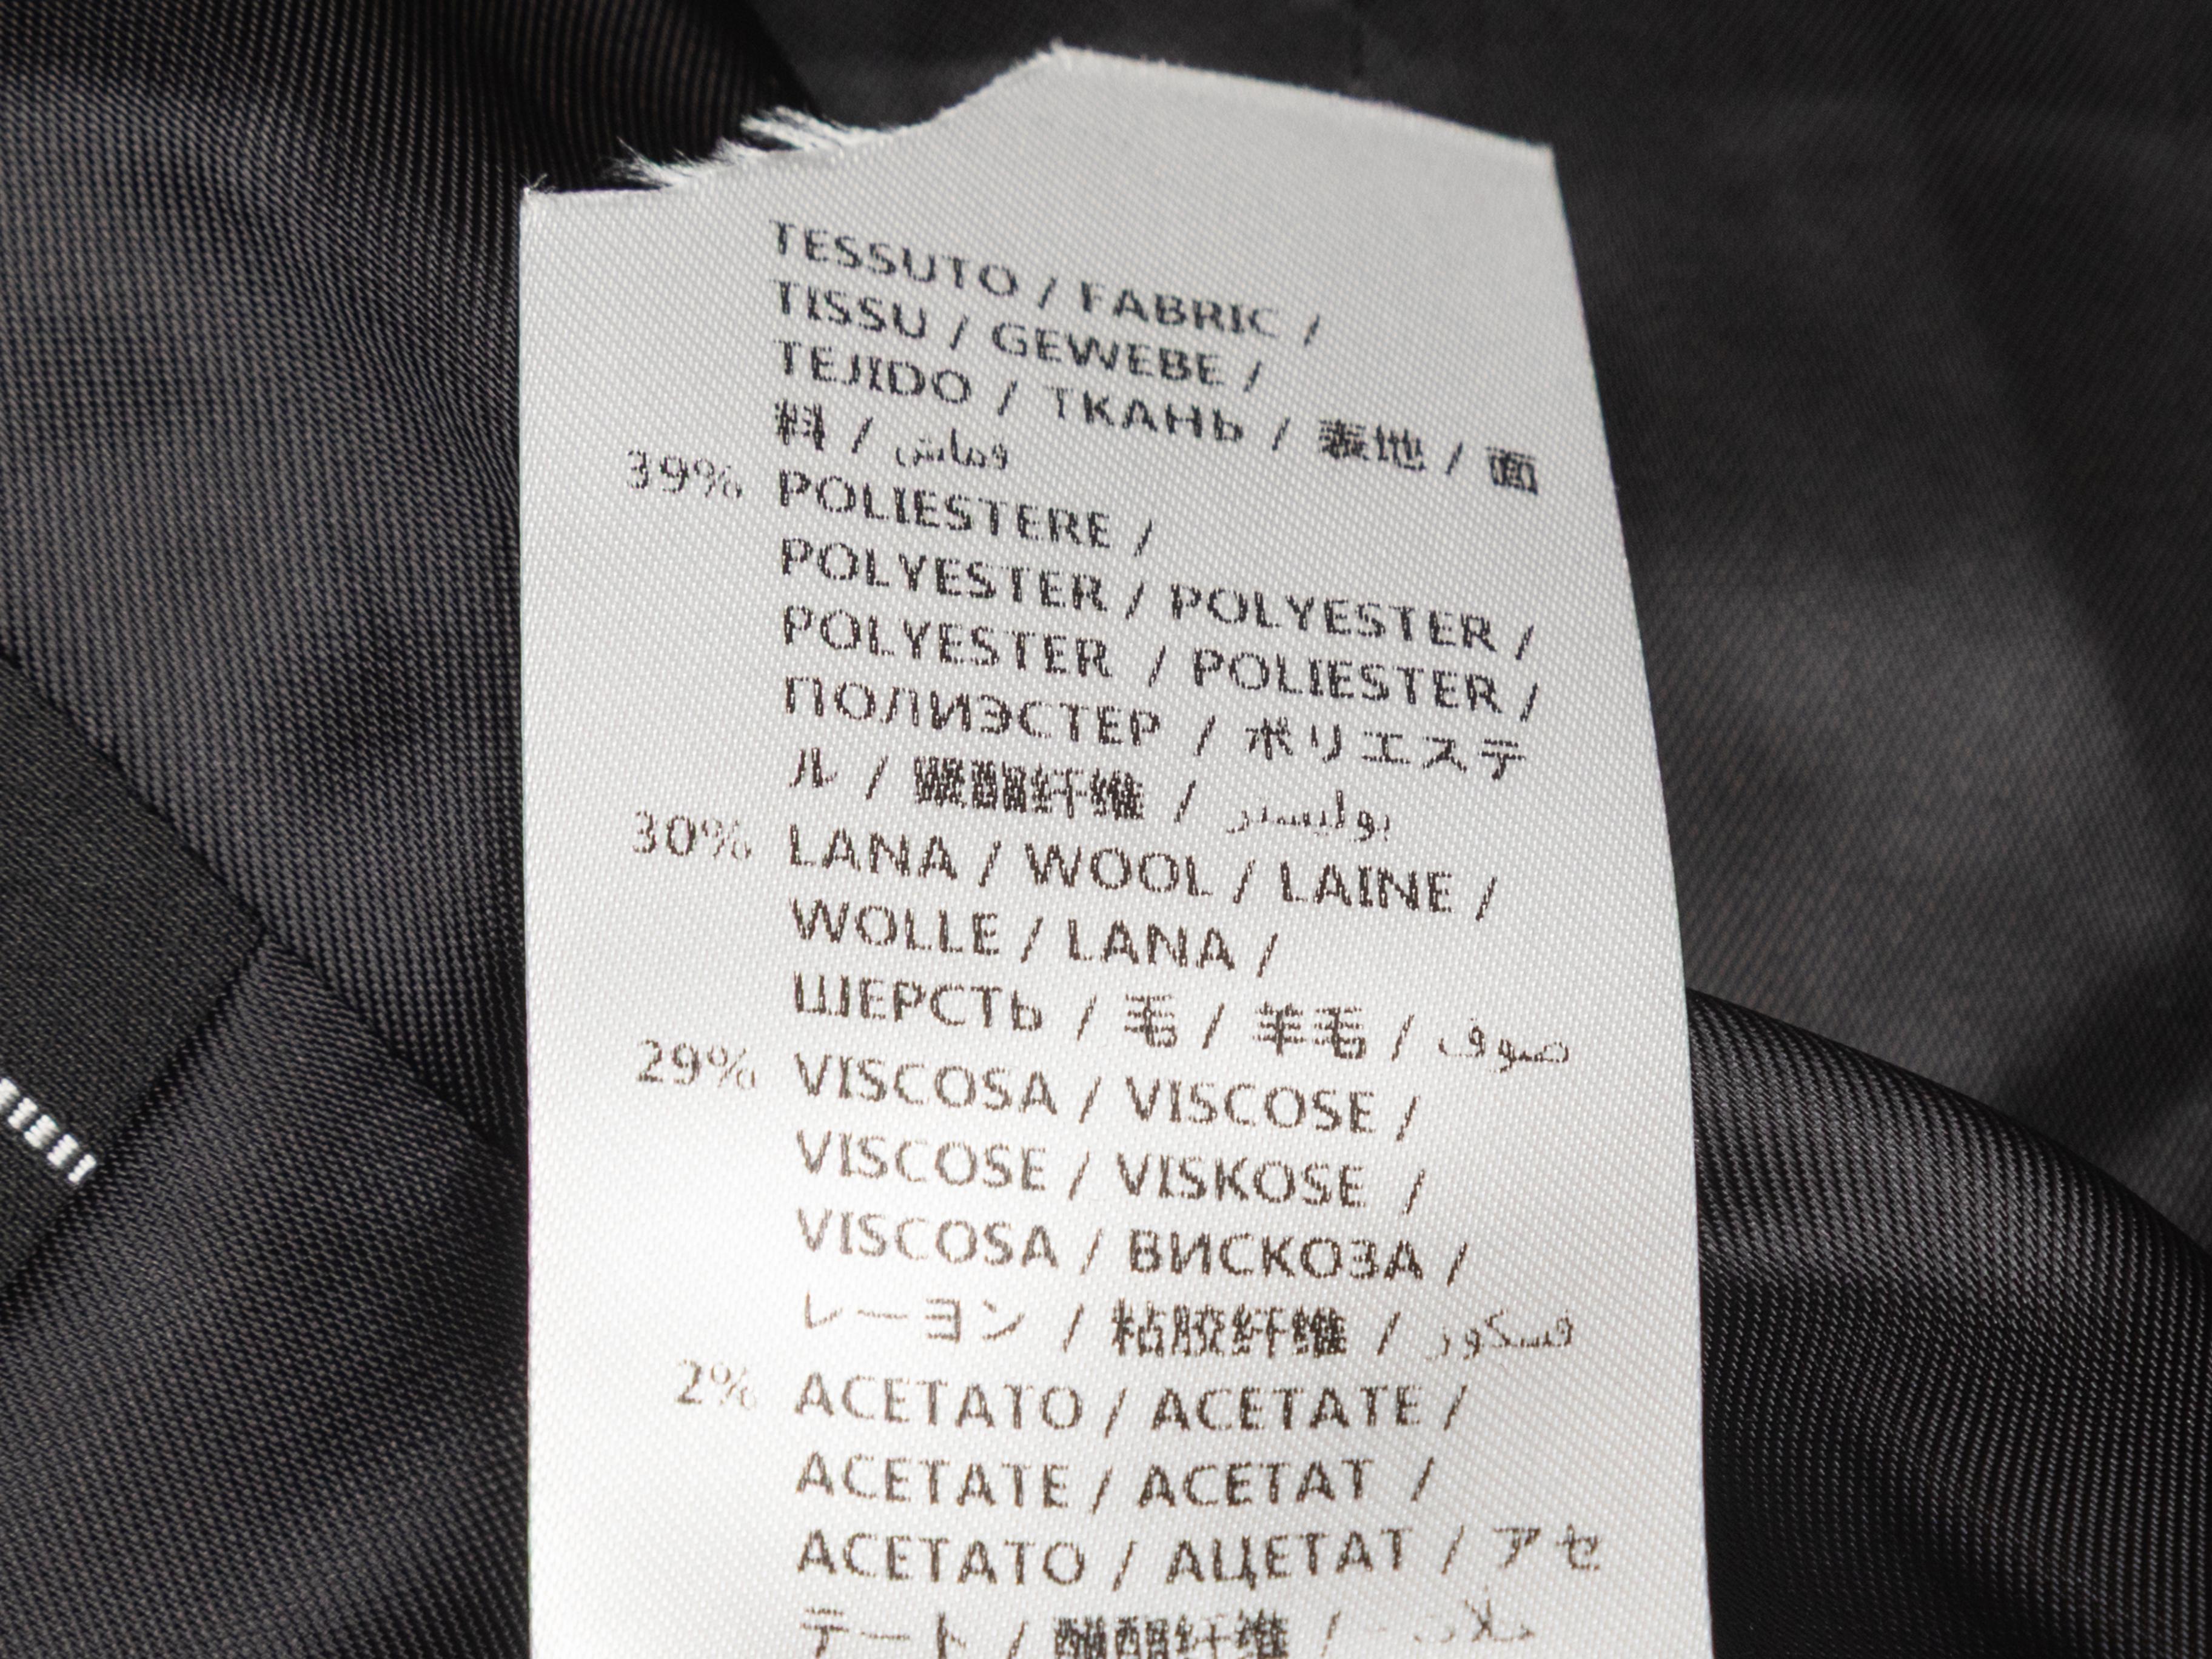 TESSUTO / FABRIC /
TISSU / GEWEBE /
TEJIDO / ТКАНЬ / 表地 / 面
料 / قماش
39% POLIESTERE /
POLYESTER / POLYESTER /
POLYESTER / POLIESTER /
ПОЛИЭСТЕР / ポリエステ
ル / 聚酯纤维 / بوليستر
30% LANA / WOOL / LAINE /
WOLLE / LANA /
ШЕРСТЬ / 毛 / 羊毛 / صوف
29% VISCOSA / VISCOSE /
VISCOSE / VISKOSE /
VISCOSA / ВИСКОЗА /
レーヨン / 粘胶纤维 / فسكوز
2% ACETATO / ACETATE /
ACETATE / ACETAT /
ACETATO / АЦЕТАТ / アセ
テート / 醋酯纤维 /